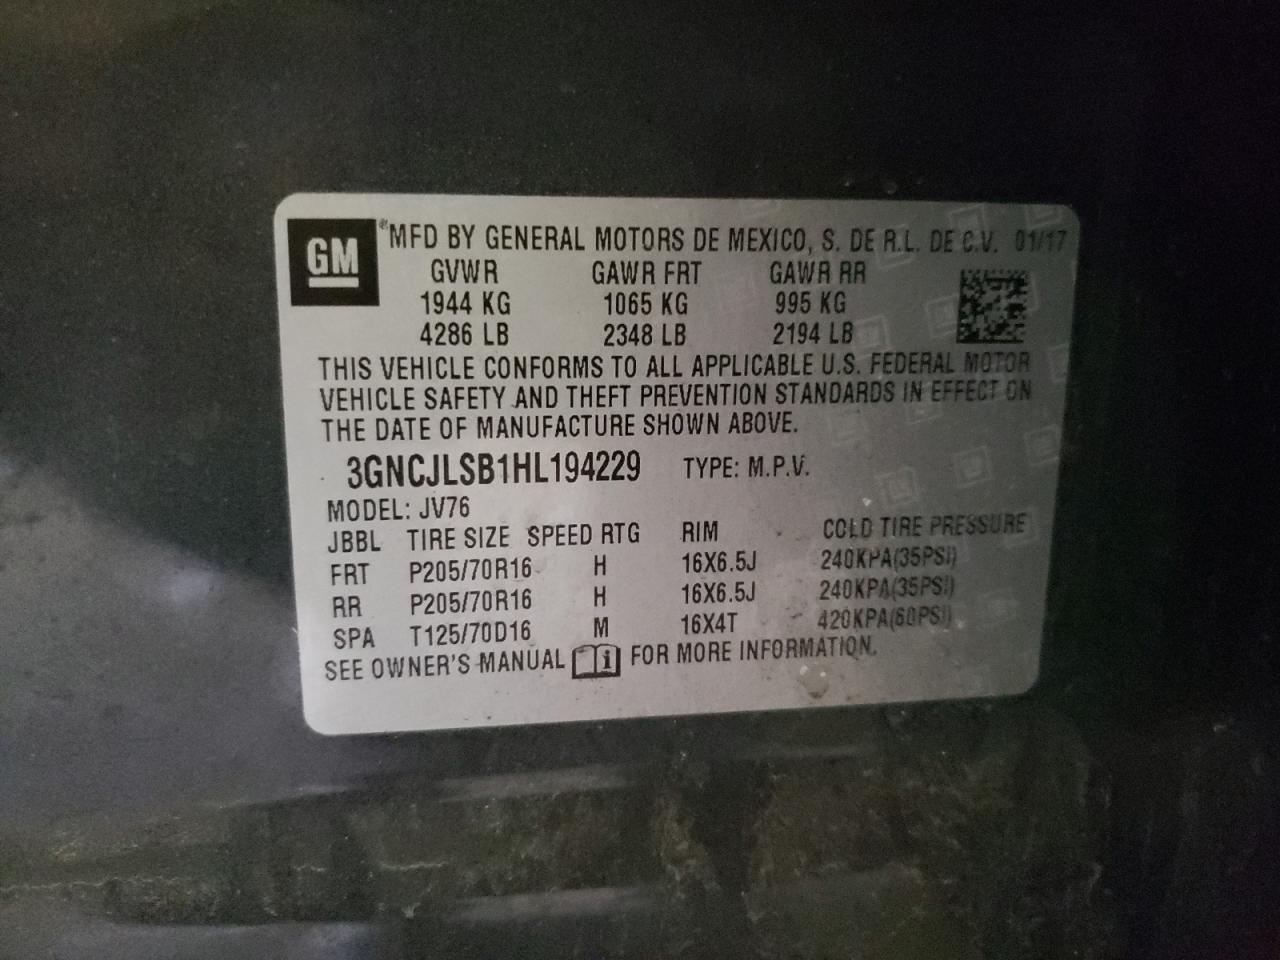 GM
® MFD BY GENERAL MOTORS DE MEXICO, S. DE R.L. DE C.V. 01/17
GVWR GAWR FRT GAWR RR
1944 KG 1065 KG 995 KG
4286 LB 2348 LB 2194 LB
THIS VEHICLE CONFORMS TO ALL APPLICABLE U.S. FEDERAL MOTOR
VEHICLE SAFETY AND THEFT PREVENTION STANDARDS IN EFFECT ON
THE DATE OF MANUFACTURE SHOWN ABOVE.
3GNCJLSB1HL194229 TYPE: M.P.V.
MODEL: JV76
JBBL TIRE SIZE SPEED RTG RIM COLD TIRE PRESSURE
FRT P205/70R16 H 16X6.5J 240KPA(35PSI)
RR P205/70R16 H 16X6.5J 240KPA(35PSI)
SPA T125/70D16 M 16X4T 420KPA(60PSI)
SEE OWNER'S MANUAL i FOR MORE INFORMATION.